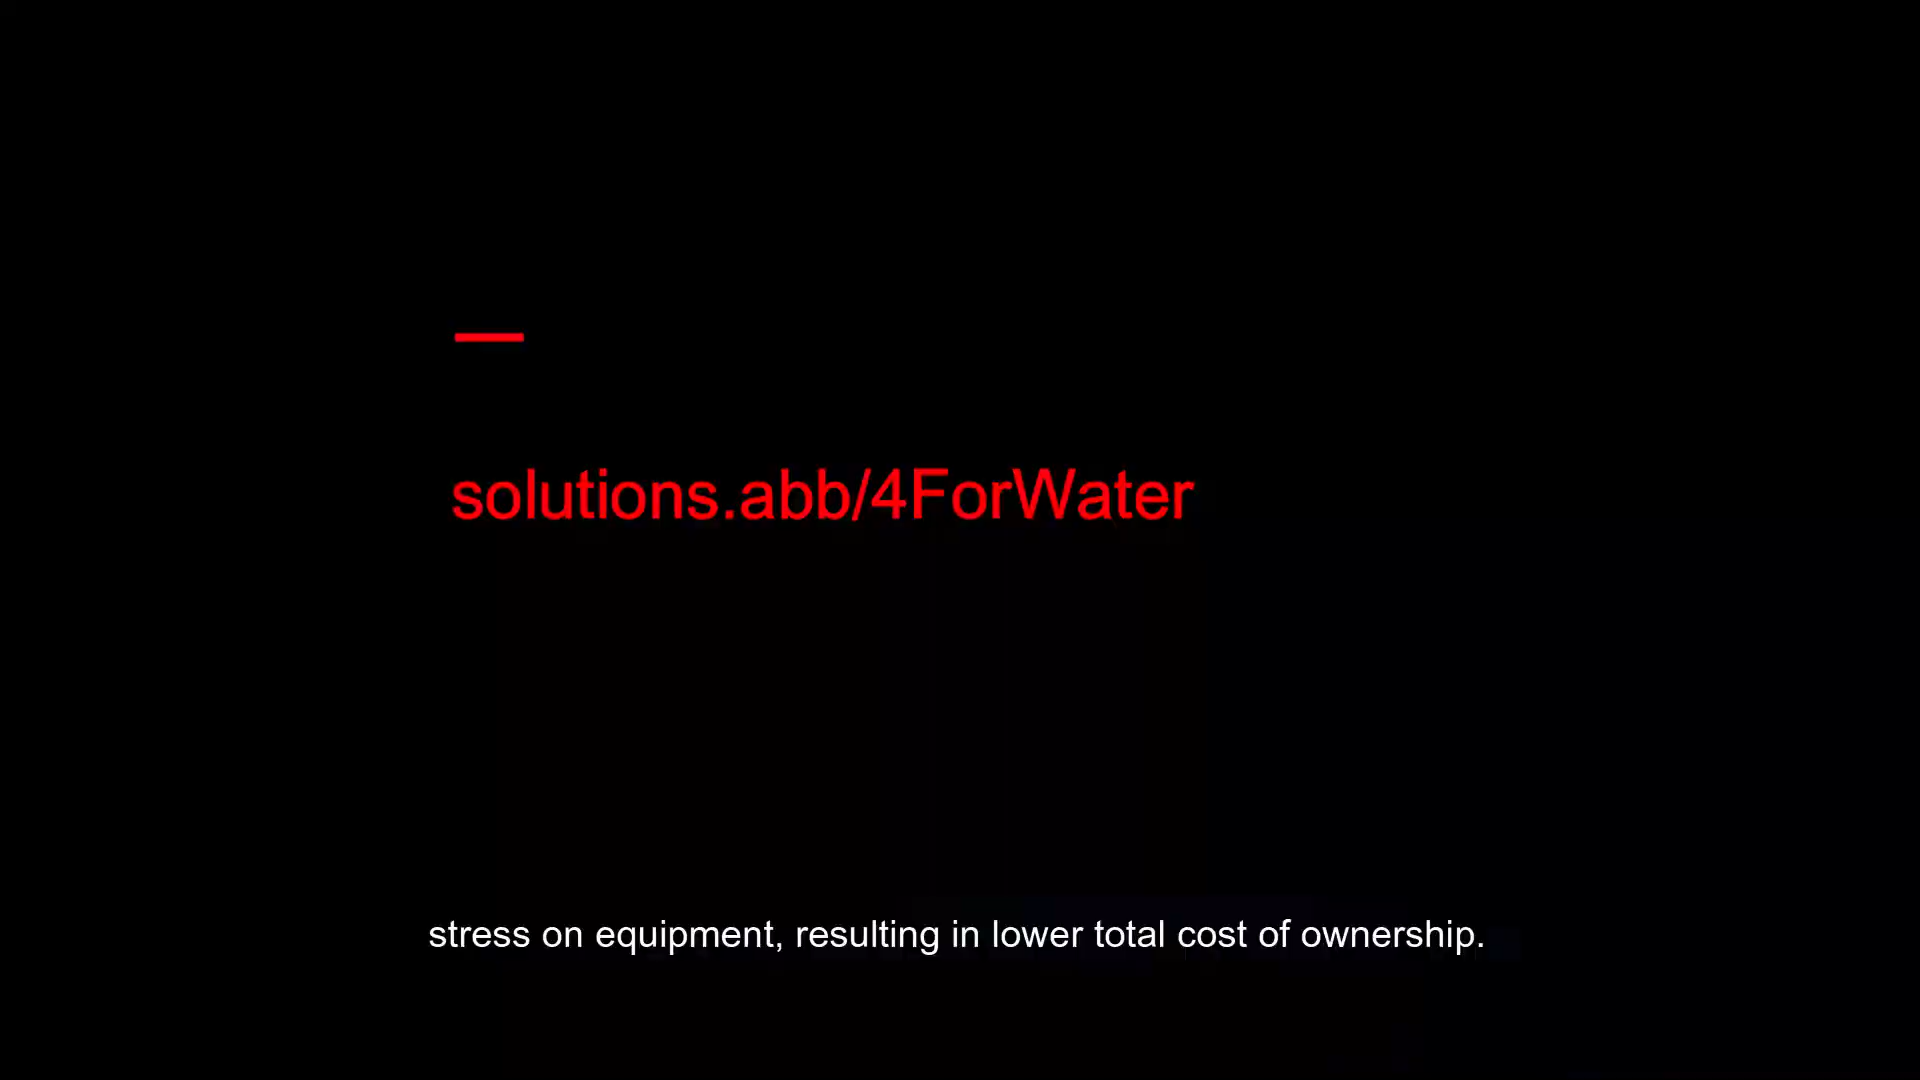 solutions.abb/4ForWater
stress on equipment, resulting in lower total cost of ownership.